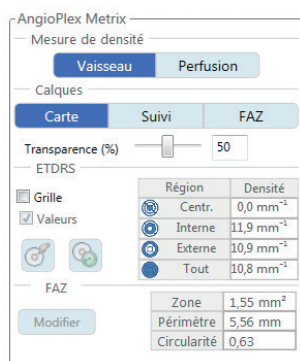 AngioPlex Metrix
Mesure de densité
Vaisseau Perfusion
Calques
Carte Suivi FAZ
Transparence (%) 50
ETDRS
Grille
Valeurs
Région Densité
Centr. 0,0 mm⁻¹
Interne 11,9 mm⁻¹
Externe 10,9 mm⁻¹
Tout 10,8 mm⁻¹
FAZ
Modifier
Zone 1,55 mm²
Périmètre 5,56 mm
Circularité 0,63